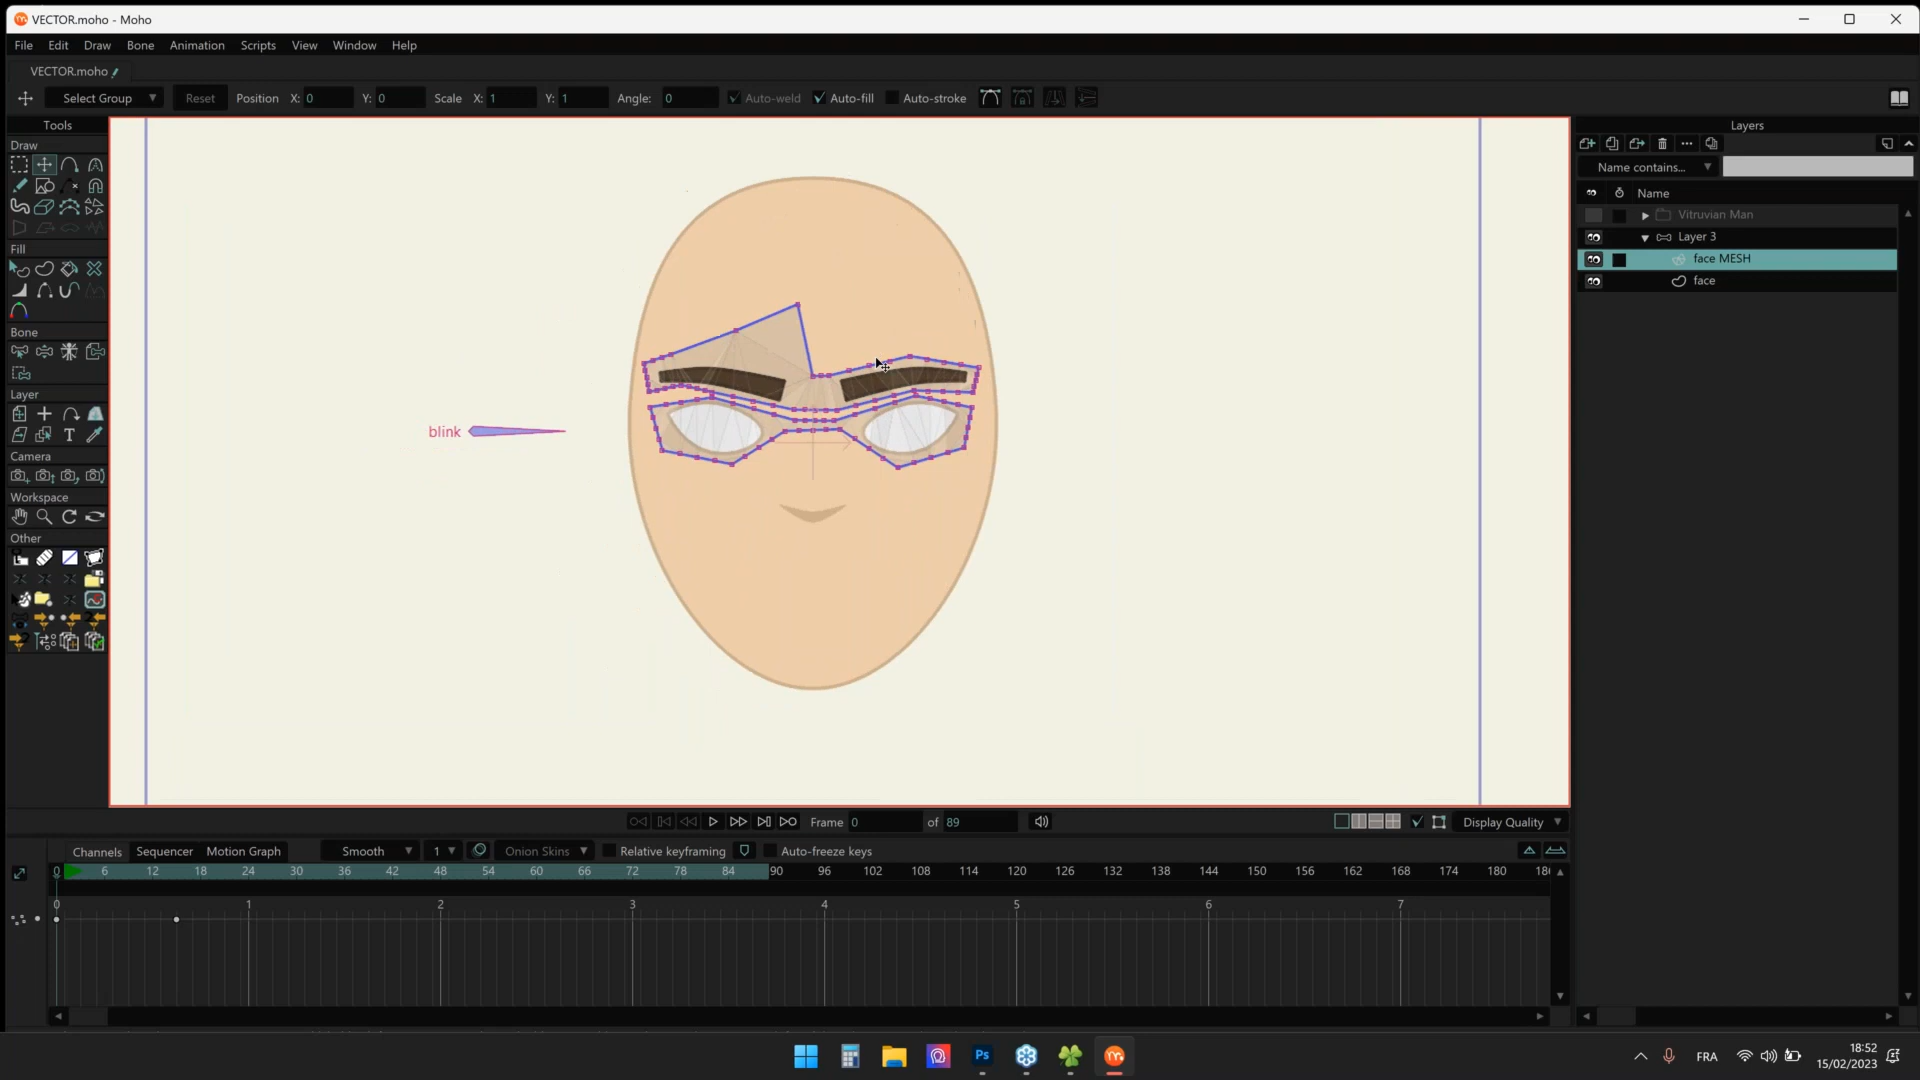 VECTOR.moho - Moho
File Edit Draw Bone Animation Scripts View Window Help
VECTOR.moho
Select Group Reset Position X: 0 Y: 0 Scale X: 1 Y: 1 Angle: 0 Auto-weld Auto-fill Auto-stroke
Tools
Draw
Fill
Bone
Layer
Camera
Workspace
Other
blink
Layers
Name contains...
Name
Vitruvian Man
Layer 3
face MESH
face
Frame 0 of 89 Display Quality
Channels Sequencer Motion Graph Smooth 1 Onion Skins Relative keyframing Auto-freeze keys
0 6 12 18 24 30 36 42 48 54 60 66 72 78 84 90 96 102 108 114 120 126 132 138 144 150 156 162 168 174 180
0 1 2 3 4 5 6 7
Ps
FRA
18:52
15/02/2023